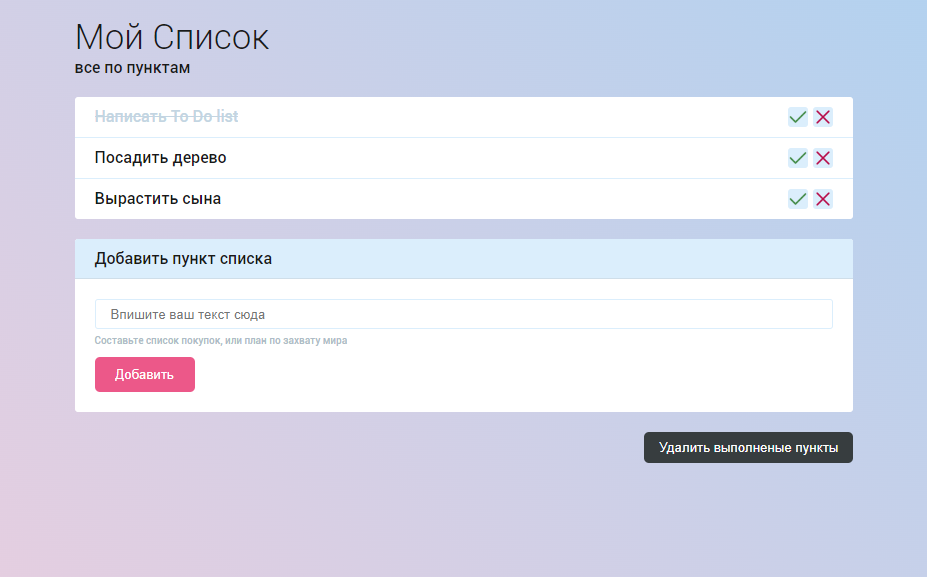 Мой Список
все по пунктам
Написать To Do list
Посадить дерево
Вырастить сына
Добавить пункт списка
Впишите ваш текст сюда
Составьте список покупок, или план по захвату мира
Добавить
Удалить выполненые пункты